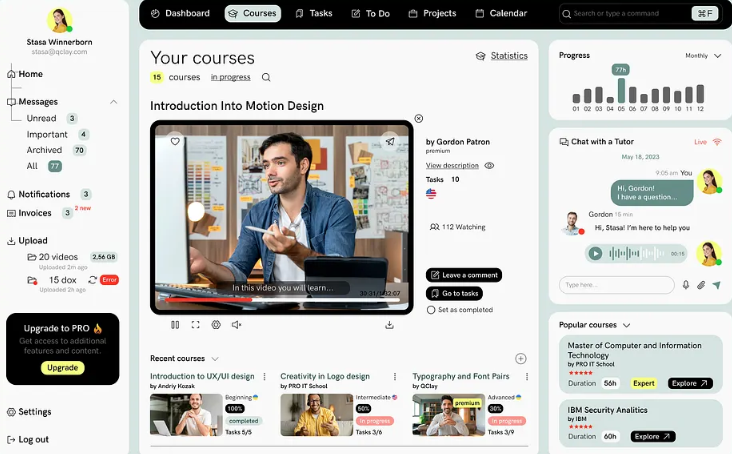 Stasa Winnerborn
stasa@qclay.com
Home
Messages
Unread 3
Important 4
Archived 70
All 77
Notifications 3
Invoices 3 2 new
Upload
20 videos 2,56 GB
Uploaded 2m ago
15 dox Error
Uploaded 2h ago
Upgrade to PRO 🔥
Get access to additional
features and content.
Upgrade
Settings
Log out
Dashboard Courses Tasks To Do Projects Calendar
Search or type a command ⌘ F
Your courses
15 courses in progress
Statistics
Introduction Into Motion Design
In this video you will learn...
by Gordon Patron
premium
View description
Tasks 10
112 Watching
Leave a comment
Go to tasks
Set as completed
Recent courses
Introduction to UX/UI design
by Andriy Kozak
Beginning
100%
completed
Tasks 5/5
Creativity in Logo design
by PRO IT School
Intermediate
50%
In progress
Tasks 3/6
Typography and Font Pairs
by QClay
premium
Advanced
30%
In progress
Tasks 3/9
Progress
Monthly
77h
01 02 03 04 05 06 07 08 09 10 11 12
Chat with a Tutor Live
May 18, 2023
9:05 am You
Hi, Gordon!
I have a question...
Gordon 15 min
Hi, Stasa! I'm here to help you
00:15
Type here...
Popular courses
Master of Computer and Information
Technology
by PRO IT School
Duration 56h Expert Explore
IBM Security Analitics
by IBM
Duration 60h Explore